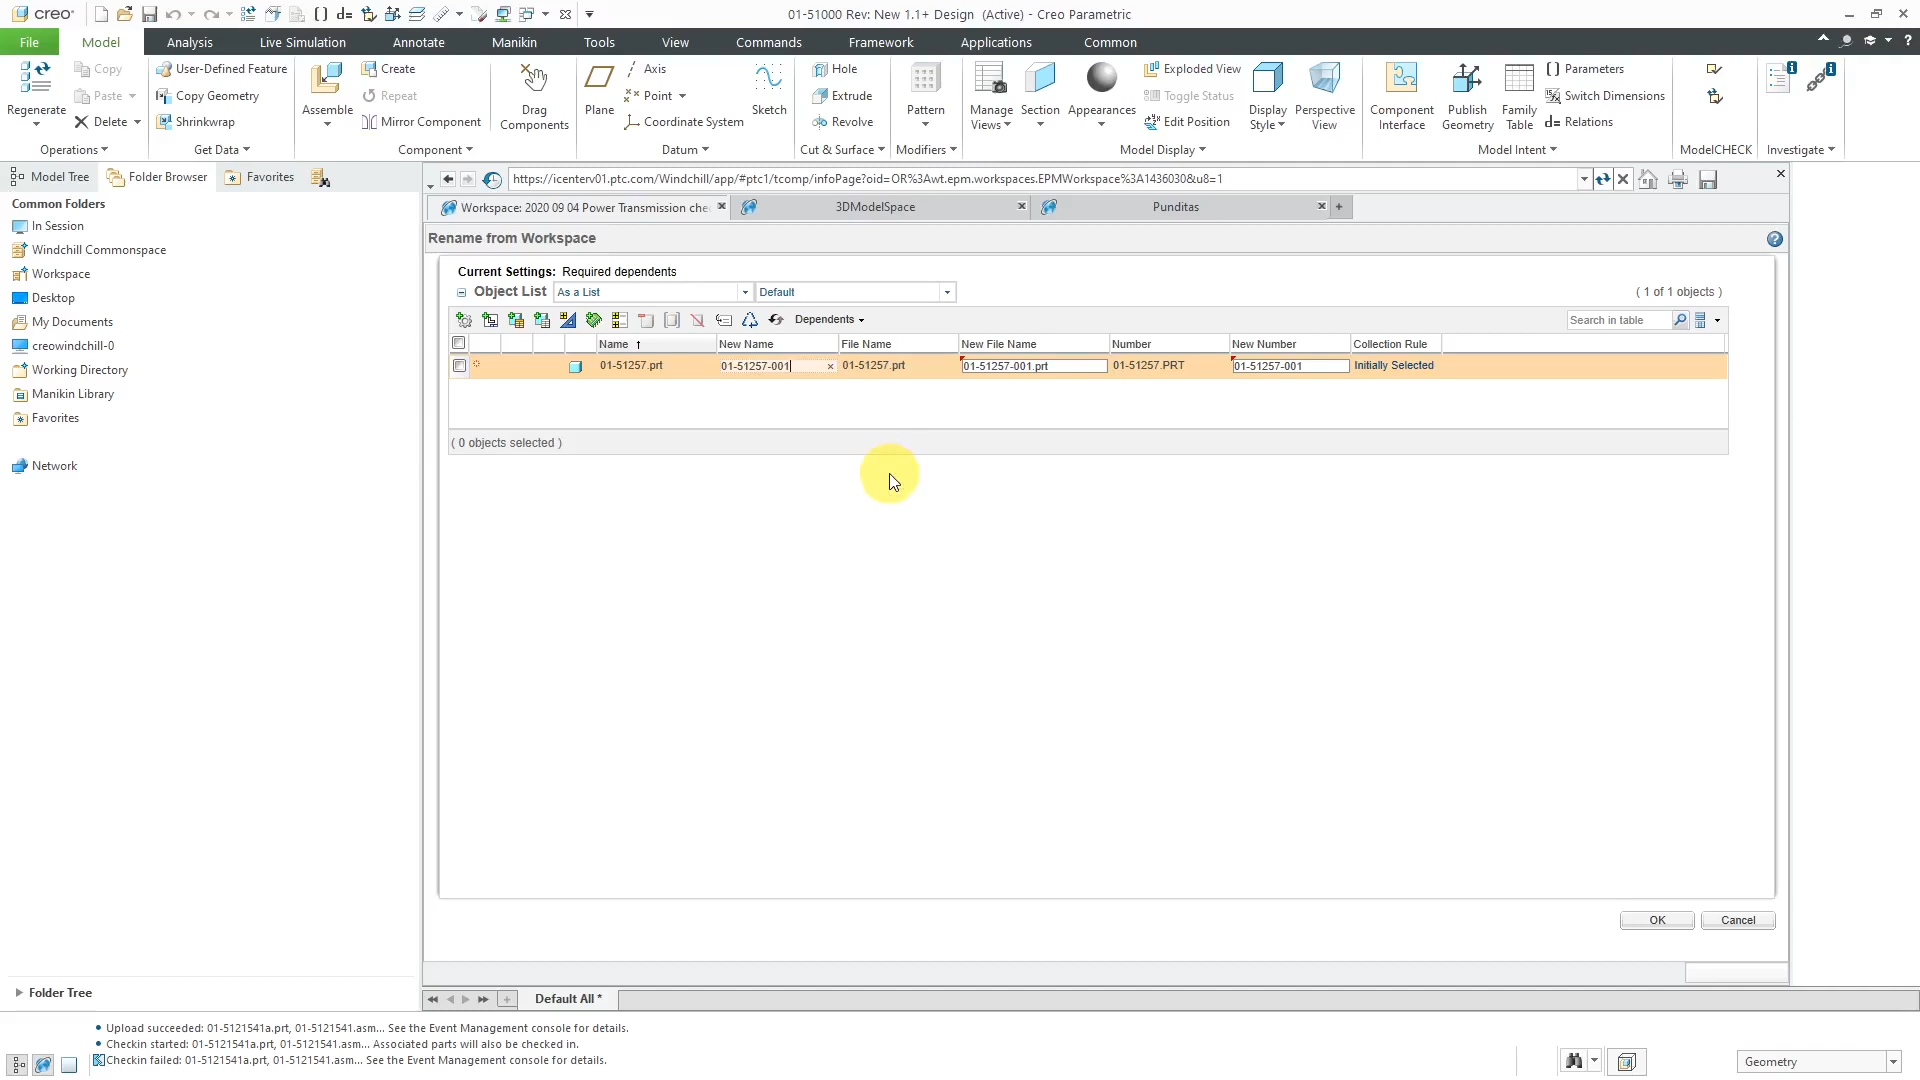 creo
01-51000 Rev: New 1.1+ Design (Active) - Creo Parametric
File Model Analysis Live Simulation Annotate Manikin Tools View Commands Framework Applications Common
Regenerate
Copy
Paste
Delete
Operations
User-Defined Feature
Copy Geometry
Shrinkwrap
Get Data
Assemble
Create
Repeat
Mirror Component
Drag
Components
Component
Plane
Axis
Point
Coordinate System
Sketch
Datum
Hole
Extrude
Revolve
Cut & Surface
Pattern
Modifiers
Manage
Views
Section
Appearances
Exploded View
Toggle Status
Edit Position
Display
Style
Perspective
View
Model Display
Component
Interface
Publish
Geometry
Family
Table
Parameters
Switch Dimensions
d= Relations
Model Intent
ModelCHECK
Investigate
Model Tree Folder Browser Favorites
Common Folders
In Session
Windchill Commonspace
Workspace
Desktop
My Documents
creowindchill-0
Working Directory
Manikin Library
Favorites
Network
Folder Tree
https://icenterv01.ptc.com/Windchill/app/#ptc1/tcomp/infoPage?oid=OR%3Awt.epm.workspaces.EPMWorkspace%3A1436030&u8=1
Workspace: 2020 09 04 Power Transmission chec 3DModelSpace Punditas +
Rename from Workspace
Current Settings: Required dependents
Object List As a List Default ( 1 of 1 objects )
Dependents Search in table
Name New Name File Name New File Name Number New Number Collection Rule
01-51257.prt 01-51257-001 × 01-51257.prt 01-51257-001.prt 01-51257.PRT 01-51257-001 Initially Selected
( 0 objects selected )
OK Cancel
Default All *
Upload succeeded: 01-5121541a.prt, 01-5121541.asm... See the Event Management console for details.
Checkin started: 01-5121541a.prt, 01-5121541.asm... Associated parts will also be checked in.
Checkin failed: 01-5121541a.prt, 01-5121541.asm... See the Event Management console for details.
Geometry